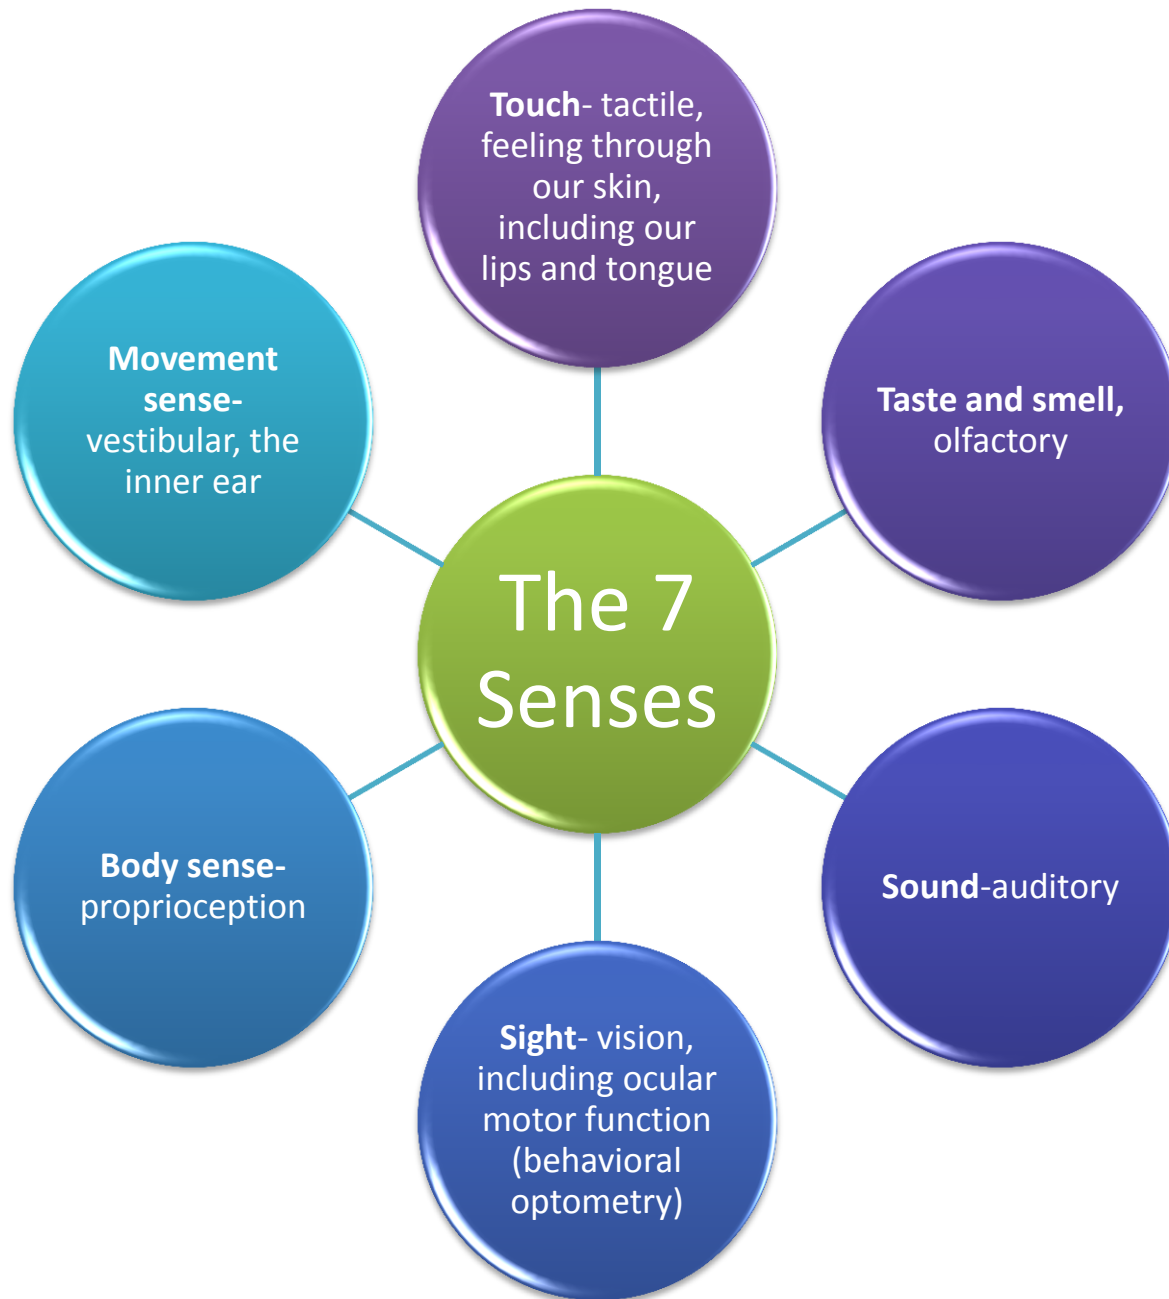 Touch- tactile,
feeling through
our skin,
including our
lips and tongue
Taste and smell,
olfactory
Sound-auditory
Sight- vision,
including ocular
motor function
(behavioral
optometry)
Body sense-
proprioception
Movement
sense-
vestibular, the
inner ear
The 7
Senses